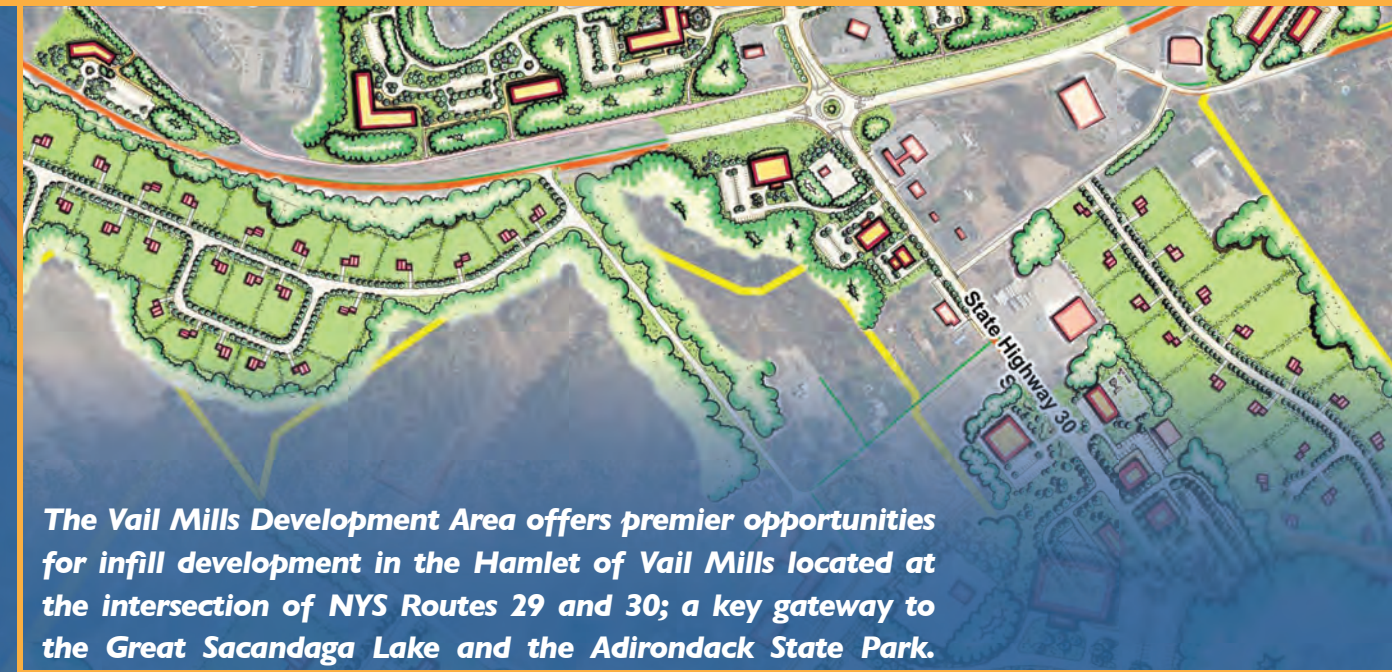 State Highway 30
S
The Vail Mills Development Area offers premier opportunities
for infill development in the Hamlet of Vail Mills located at
the intersection of NYS Routes 29 and 30; a key gateway to
the Great Sacandaga Lake and the Adirondack State Park.